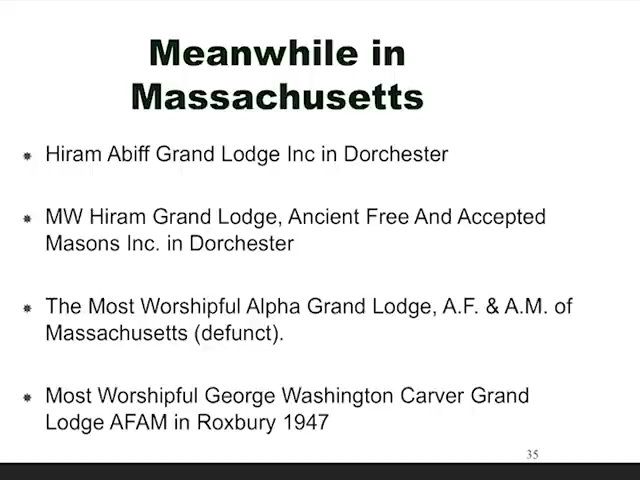 Meanwhile in
Massachusetts
Hiram Abiff Grand Lodge Inc in Dorchester
MW Hiram Grand Lodge, Ancient Free And Accepted
Masons Inc. in Dorchester
The Most Worshipful Alpha Grand Lodge, A.F. & A.M. of
Massachusetts (defunct).
Most Worshipful George Washington Carver Grand
Lodge AFAM in Roxbury 1947
35